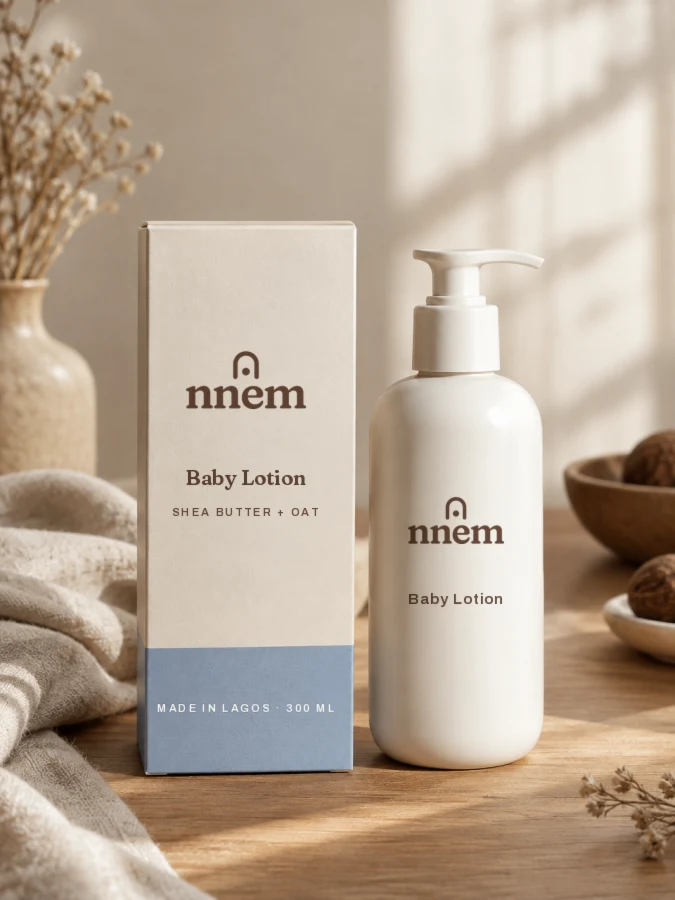 nnem
Baby Lotion
SHEA BUTTER + OAT
MADE IN LAGOS · 300 ML
nnem
Baby Lotion